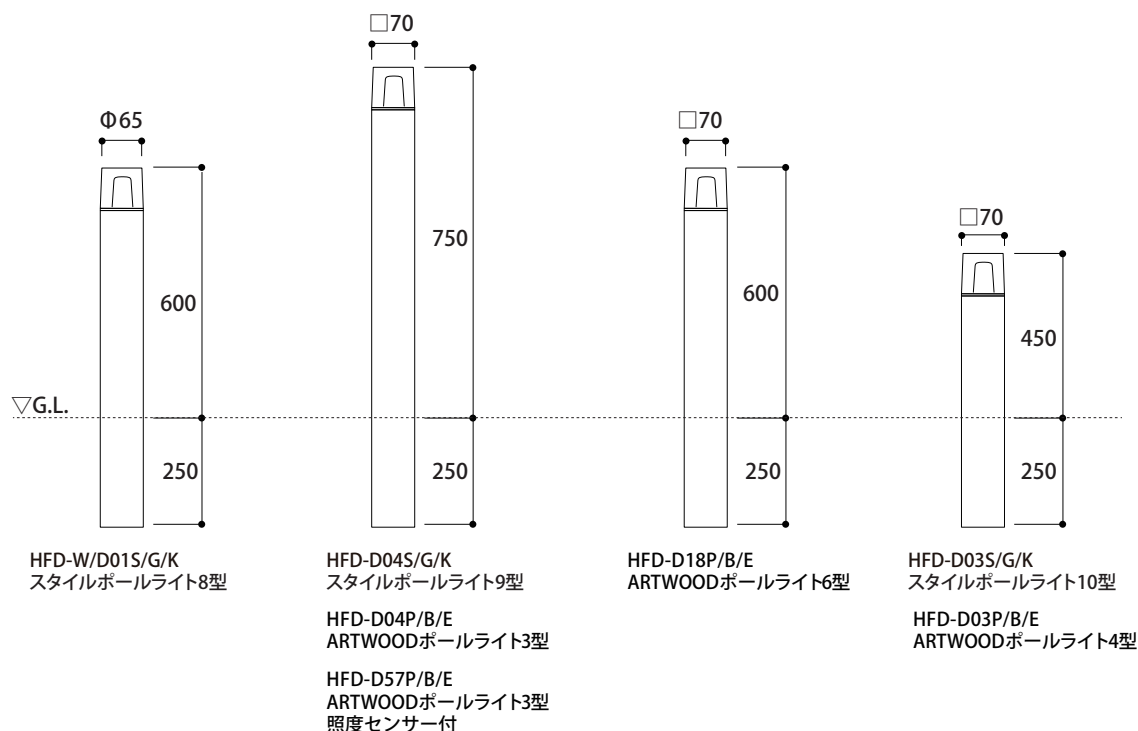 □70
Φ65
□70
□70
750
600
600
450
▽G.L.
250
250
250
250
HFD-W/D01S/G/K
スタイルポールライト8型
HFD-D04S/G/K
スタイルポールライト9型
HFD-D04P/B/E
ARTWOODポールライト3型
HFD-D57P/B/E
ARTWOODポールライト3型
照度センサー付
HFD-D18P/B/E
ARTWOODポールライト6型
HFD-D03S/G/K
スタイルポールライト10型
HFD-D03P/B/E
ARTWOODポールライト4型